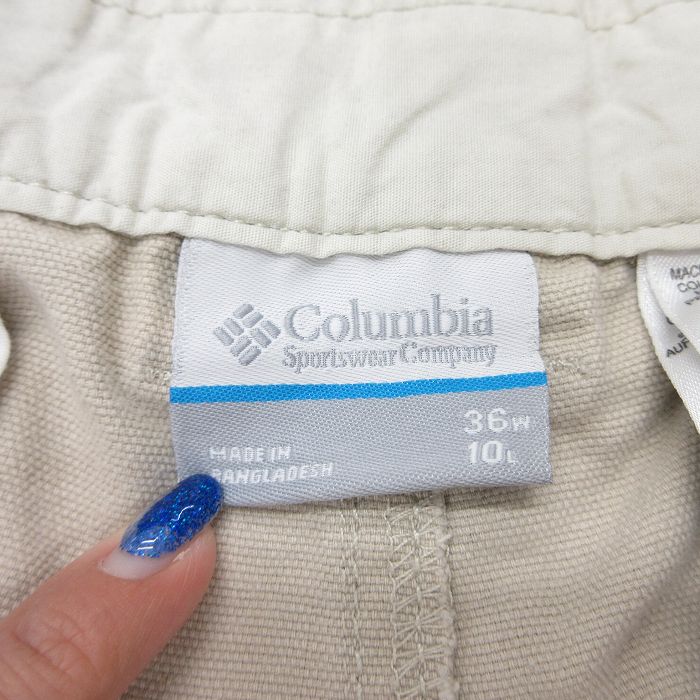 Columbia
Sportswear Company
36W
10L
MADE IN
BANGLADESH